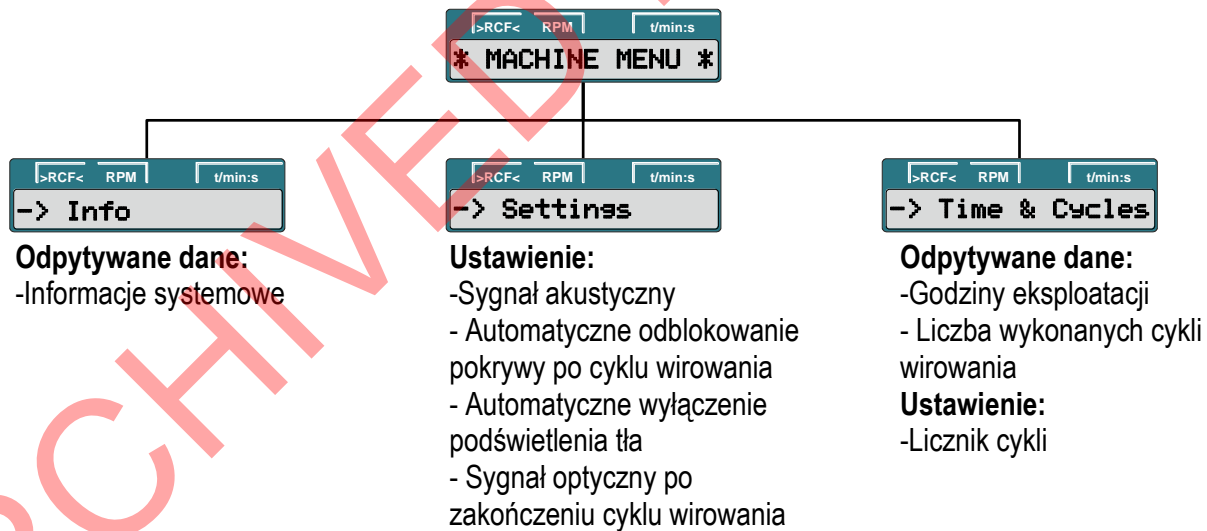 >RCF< RPM t/min:s
* MACHINE MENU *
>RCF< RPM t/min:s
-> Info
Odpytywane dane:
-Informacje systemowe
>RCF< RPM t/min:s
-> Settings
Ustawienie:
-Sygnał akustyczny
- Automatyczne odblokowanie
pokrywy po cyklu wirowania
- Automatyczne wyłączenie
podświetlenia tła
- Sygnał optyczny po
zakończeniu cyklu wirowania
>RCF< RPM t/min:s
-> Time & Cycles
Odpytywane dane:
-Godziny eksploatacji
- Liczba wykonanych cykli
wirowania
Ustawienie:
-Licznik cykli
RCHIVED